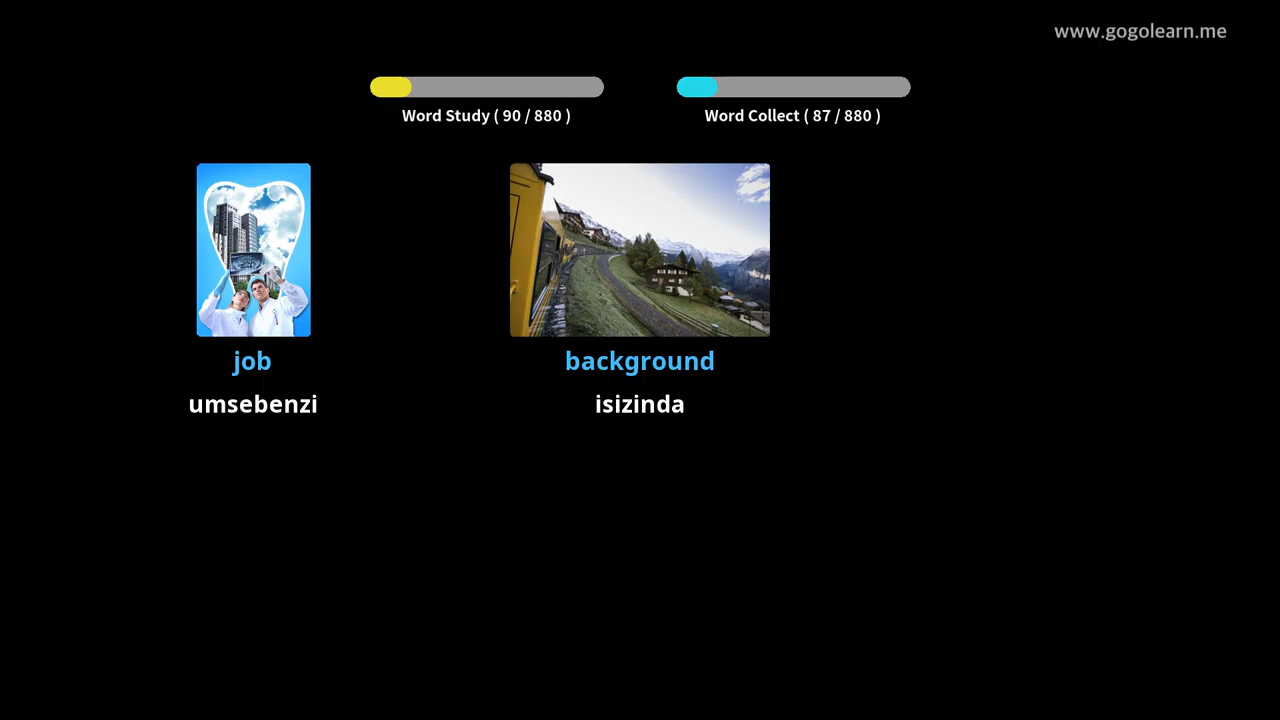 www.gogolearn.me
Word Study ( 90 / 880 )
Word Collect ( 87 / 880 )
job
umsebenzi
background
isizinda